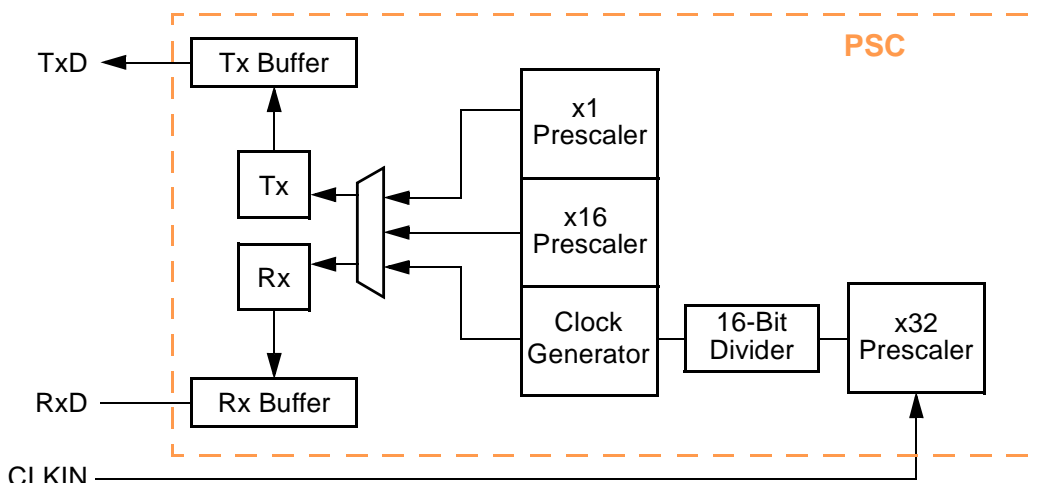 PSC
TxD
Tx Buffer
x1
Prescaler
Tx
x16
Prescaler
Rx
Clock
Generator
16-Bit
Divider
x32
Prescaler
RxD
Rx Buffer
CLKIN